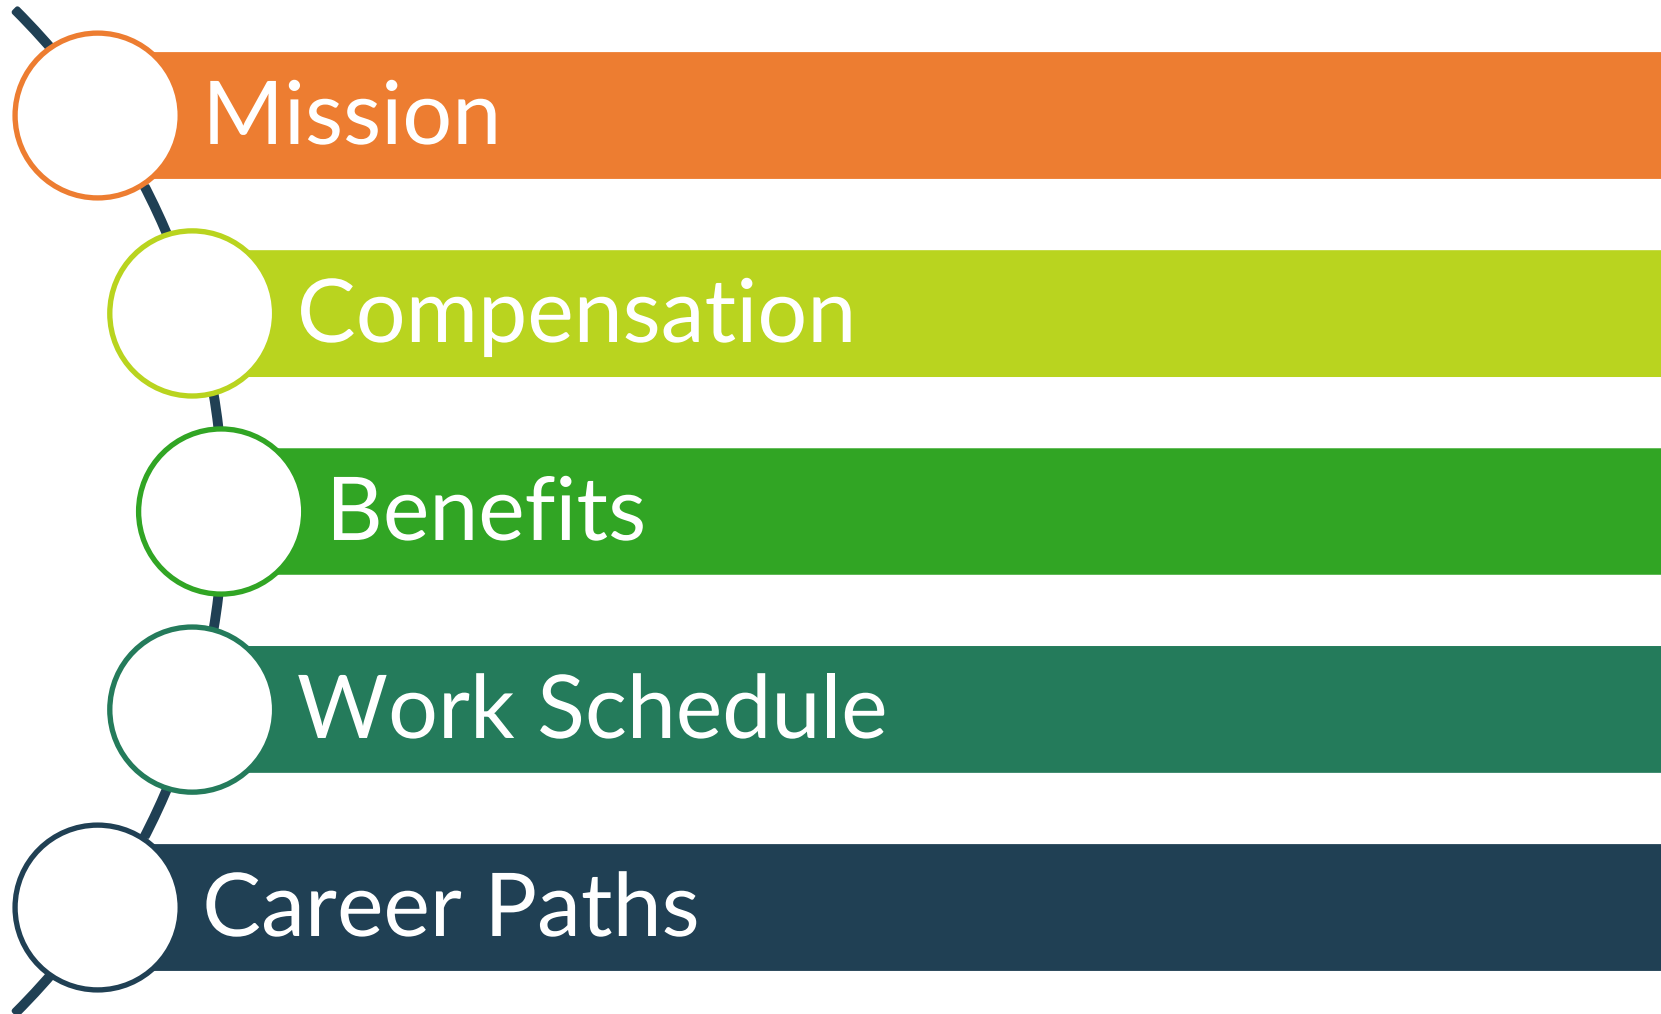 Mission
Compensation
Benefits
Work Schedule
Career Paths